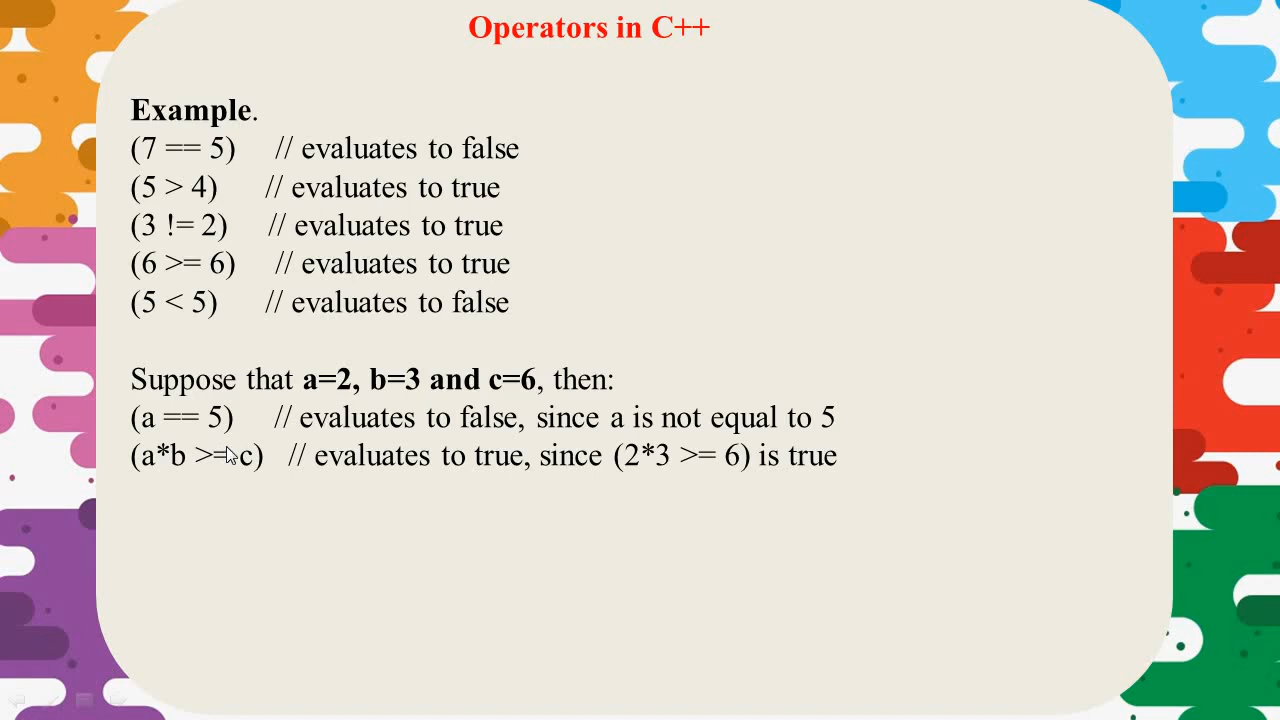 Operators in C++
Example.
(7 == 5) // evaluates to false
(5 > 4) // evaluates to true
(3 != 2) // evaluates to true
(6 >= 6) // evaluates to true
(5 < 5) // evaluates to false
Suppose that a=2, b=3 and c=6, then:
(a == 5) // evaluates to false, since a is not equal to 5
(a*b >= c) // evaluates to true, since (2*3 >= 6) is true